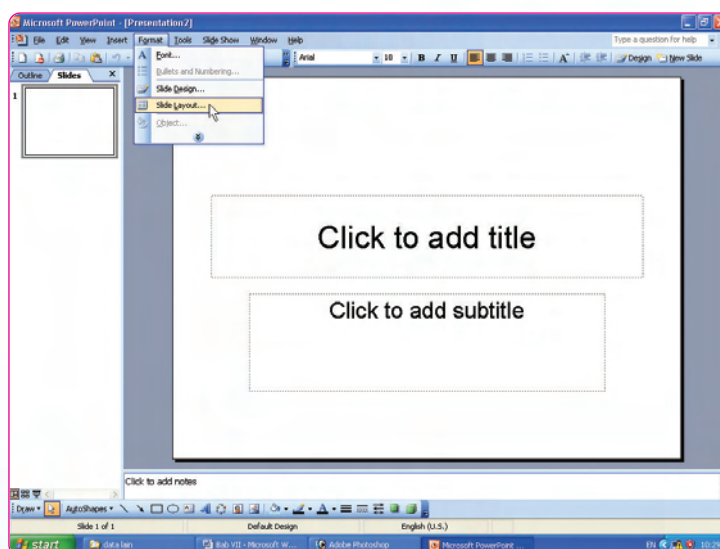 Microsoft PowerPoint - [Presentation2]
File Edit View Insert Format Tools Slide Show Window Help
Type a question for help
Arial 18 B I U S A Design New Slide
Outline Slides X
Font...
Bullets and Numbering...
Slide Design...
Slide Layout...
Object...
1
Click to add title
Click to add subtitle
Click to add notes
Draw AutoShapes A
Slide 1 of 1 Default Design English (U.S.)
start data lain Bab VII - Microsoft W... Adobe Photoshop Microsoft PowerPoint ... EN 10:29